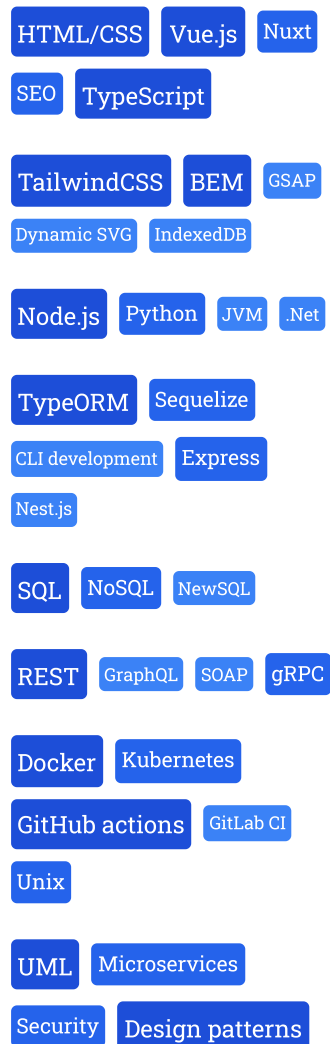 HTML/CSS Vue.js Nuxt
SEO TypeScript
TailwindCSS BEM GSAP
Dynamic SVG IndexedDB
Node.js Python JVM .Net
TypeORM Sequelize
CLI development Express
Nest.js
SQL NoSQL NewSQL
REST GraphQL SOAP gRPC
Docker Kubernetes
GitHub actions GitLab CI
Unix
UML Microservices
Security Design patterns